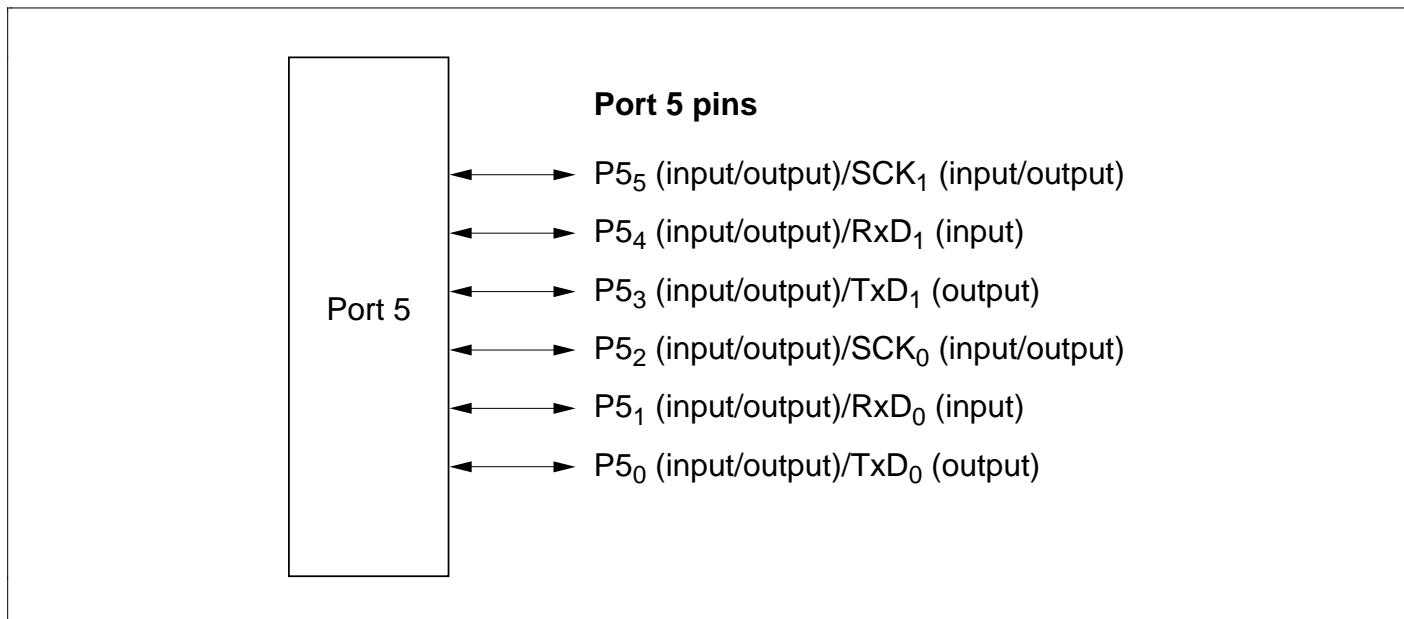 Port 5 pins
P5₅ (input/output)/SCK₁ (input/output)
P5₄ (input/output)/RxD₁ (input)
P5₃ (input/output)/TxD₁ (output)
Port 5
P5₂ (input/output)/SCK₀ (input/output)
P5₁ (input/output)/RxD₀ (input)
P5₀ (input/output)/TxD₀ (output)